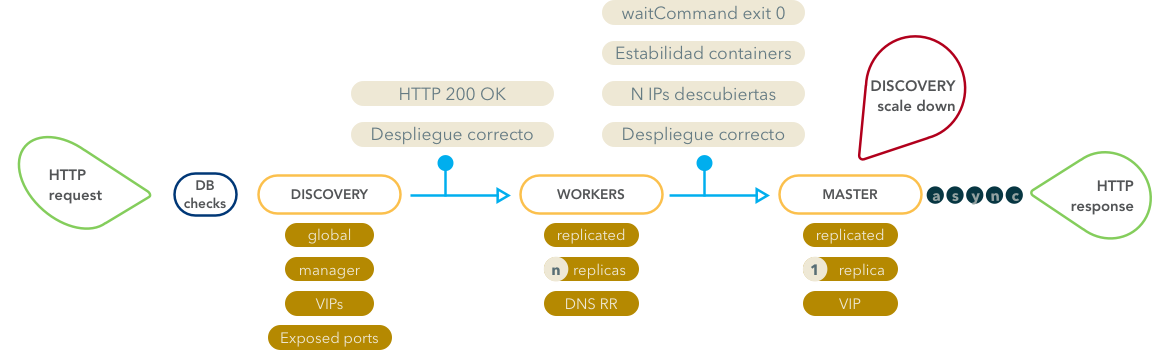 waitCommand exit 0
Estabilidad containers
HTTP 200 OK
N IPs descubiertas
Despliegue correcto
Despliegue correcto
DISCOVERY
scale down
HTTP
request
DB
checks
DISCOVERY
WORKERS
MASTER
async
HTTP
response
global
manager
VIPs
Exposed ports
replicated
n replicas
DNS RR
replicated
1 replica
VIP